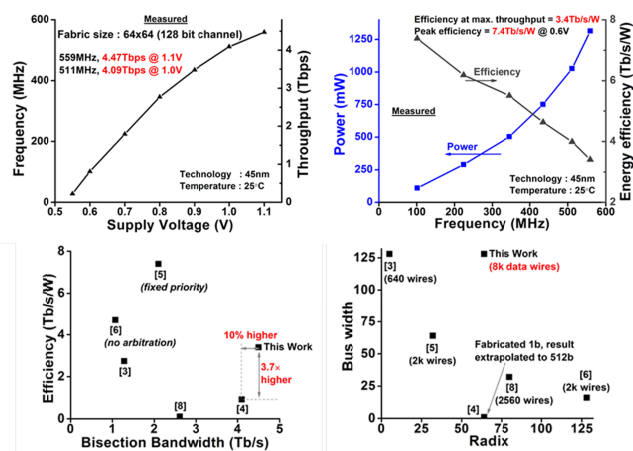 Measured
Fabric size : 64x64 (128 bit channel)
559MHz, 4.47Tbps @ 1.1V
511MHz, 4.09Tbps @ 1.0V
Technology : 45nm
Temperature : 25°C
Frequency (MHz)
600
400
200
0
Throughput (Tbps)
4
3
2
1
0
0.5 0.6 0.7 0.8 0.9 1.0 1.1
Supply Voltage (V)
Efficiency at max. throughput = 3.4Tb/s/W
Peak efficiency = 7.4Tb/s/W @ 0.6V
Efficiency
Measured
Power
Technology : 45nm
Temperature : 25°C
Power (mW)
1250
1000
750
500
250
0
Energy efficiency (Tb/s/W)
8
6
4
2
0 100 200 300 400 500 600
Frequency (MHz)
Efficiency (Tb/s/W)
8
6
4
2
0
[5]
(fixed priority)
[6]
(no arbitration)
[3]
10% higher
This Work
3.7×
higher
[8]
[4]
0 1 2 3 4 5
Bisection Bandwidth (Tb/s)
Bus width
125
100
75
50
25
0
[3]
(640 wires)
This Work
(8k data wires)
[5]
(2k wires)
Fabricated 1b, result
extrapolated to 512b
[8]
(2560 wires)
[6]
(2k wires)
[4]
0 25 50 75 100 125
Radix